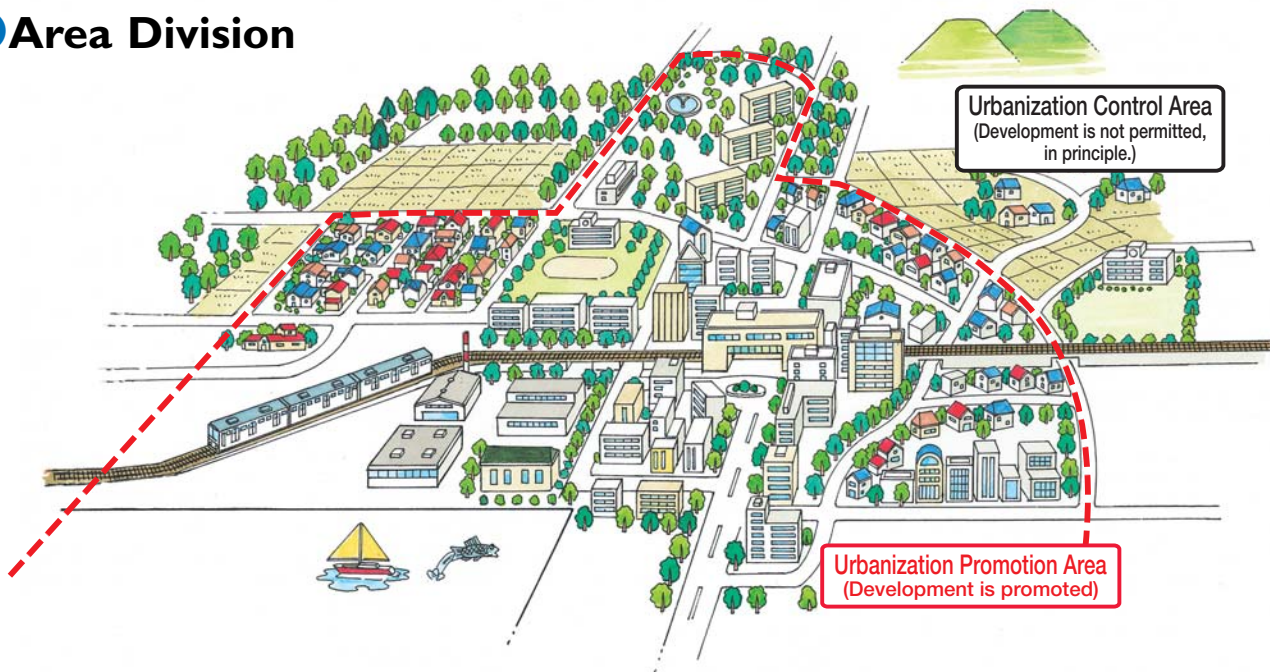 Area Division
Urbanization Control Area
(Development is not permitted,
in principle.)
Urbanization Promotion Area
(Development is promoted)